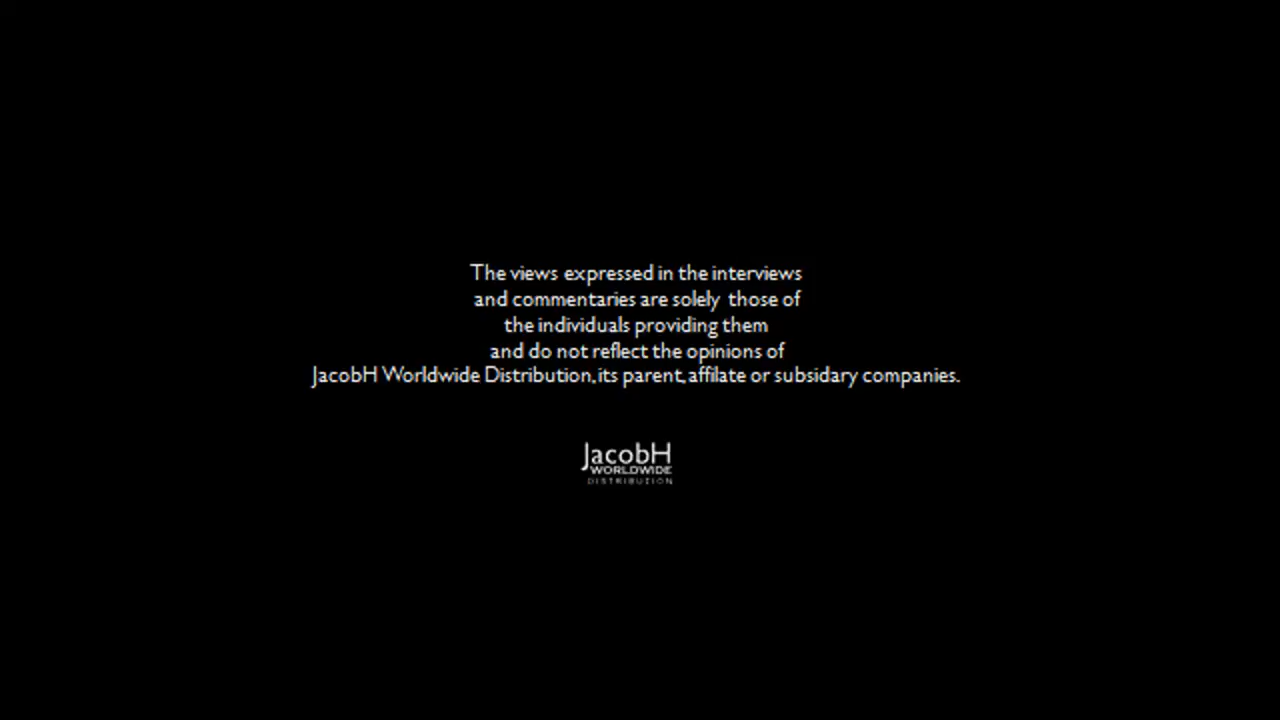 The views expressed in the interviews
and commentaries are solely those of
the individuals providing them
and do not reflect the opinions of
JacobH Worldwide Distribution, its parent, affilate or subsidary companies.
JacobH
WORLDWIDE
DISTRIBUTION